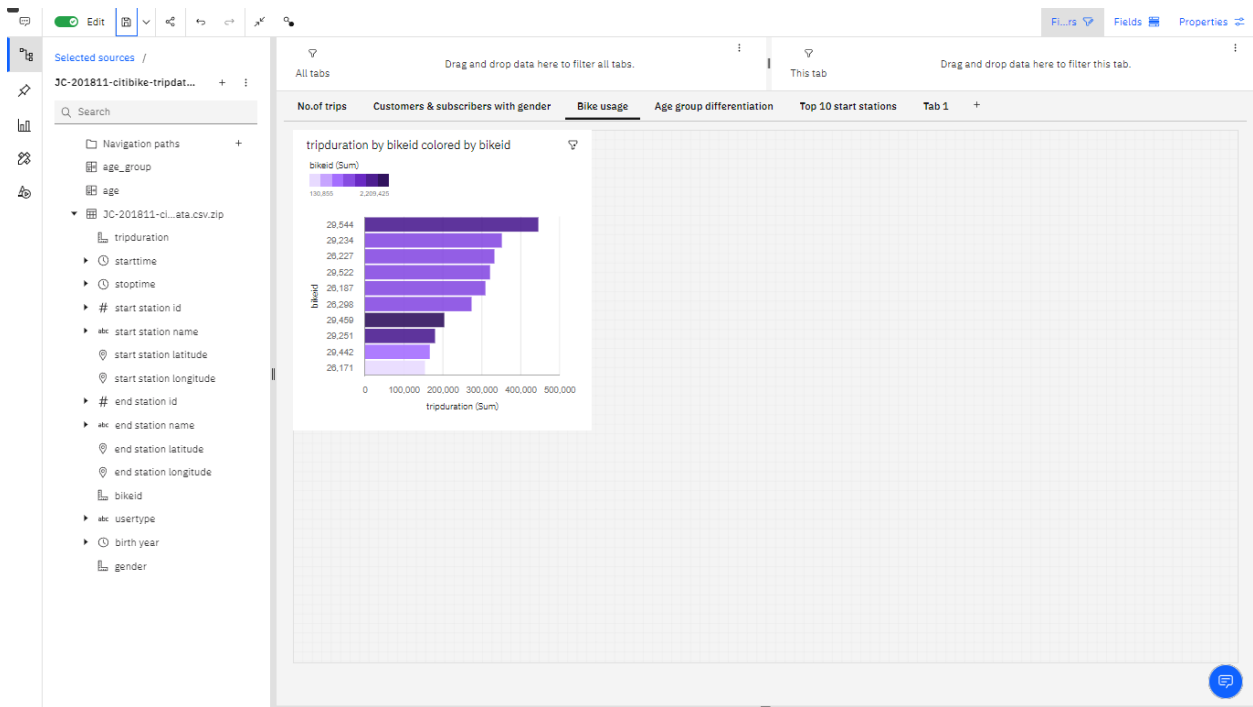 Edit
Fi...rs
Fields
Properties
Selected sources /
JC-201811-citibike-tripdat...
Search
Navigation paths
age_group
age
JC-201811-ci...ata.csv.zip
tripduration
starttime
stoptime
# start station id
abc start station name
start station latitude
start station longitude
# end station id
abc end station name
end station latitude
end station longitude
bikeid
abc usertype
birth year
gender
All tabs
Drag and drop data here to filter all tabs.
This tab
Drag and drop data here to filter this tab.
No.of trips
Customers & subscribers with gender
Bike usage
Age group differentiation
Top 10 start stations
Tab 1
+
tripduration by bikeid colored by bikeid
bikeid (Sum)
130,855 2,209,425
bikeid
29,544
29,234
26,227
29,522
26,187
26,298
29,459
29,251
29,442
26,171
0 100,000 200,000 300,000 400,000 500,000
tripduration (Sum)